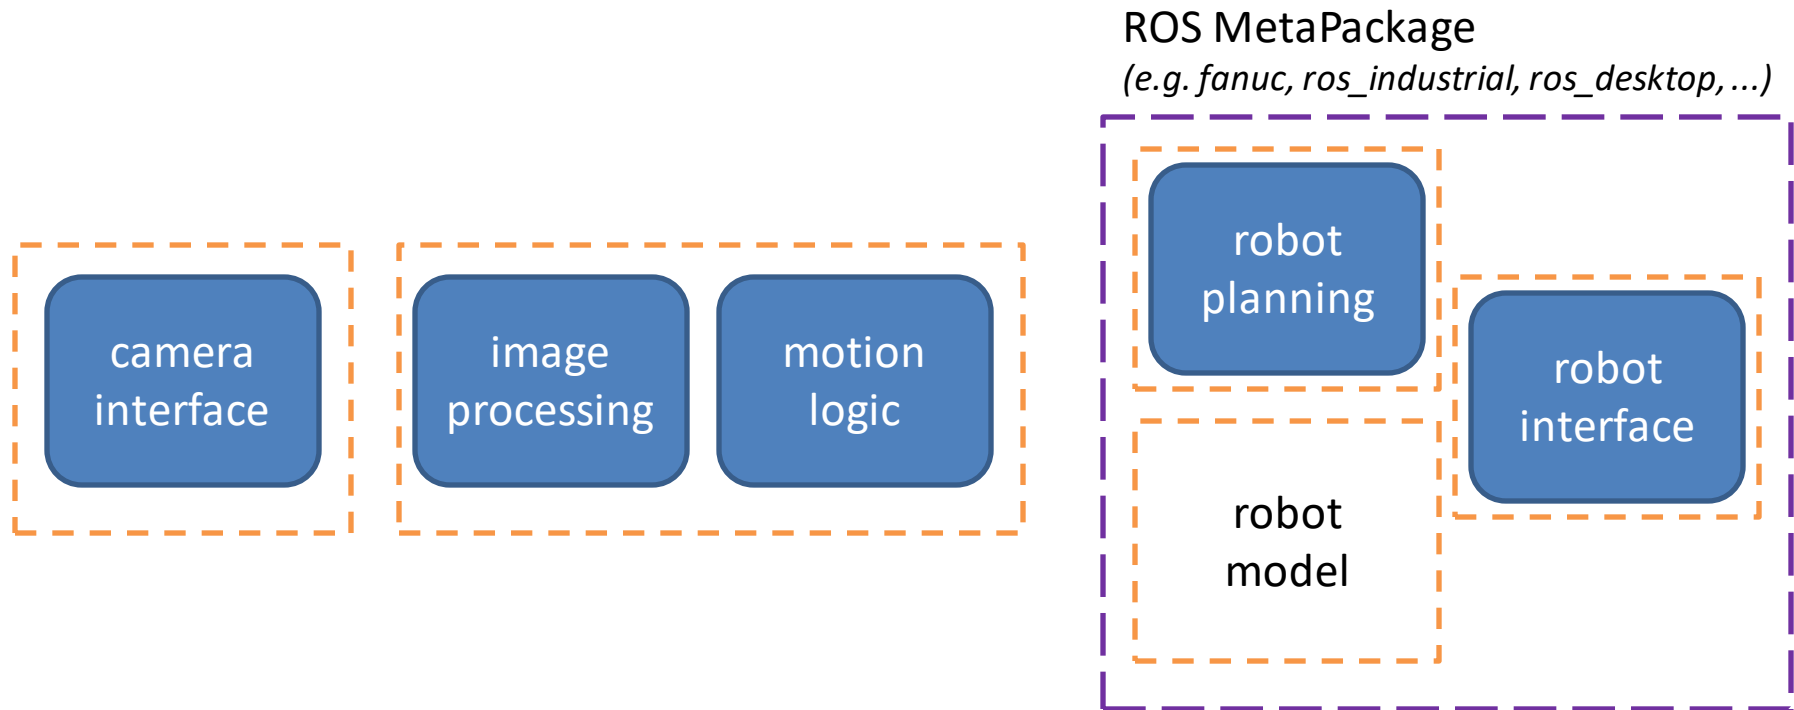 ROS MetaPackage
(e.g. fanuc, ros_industrial, ros_desktop, ...)
camera
interface
image
processing
motion
logic
robot
planning
robot
interface
robot
model